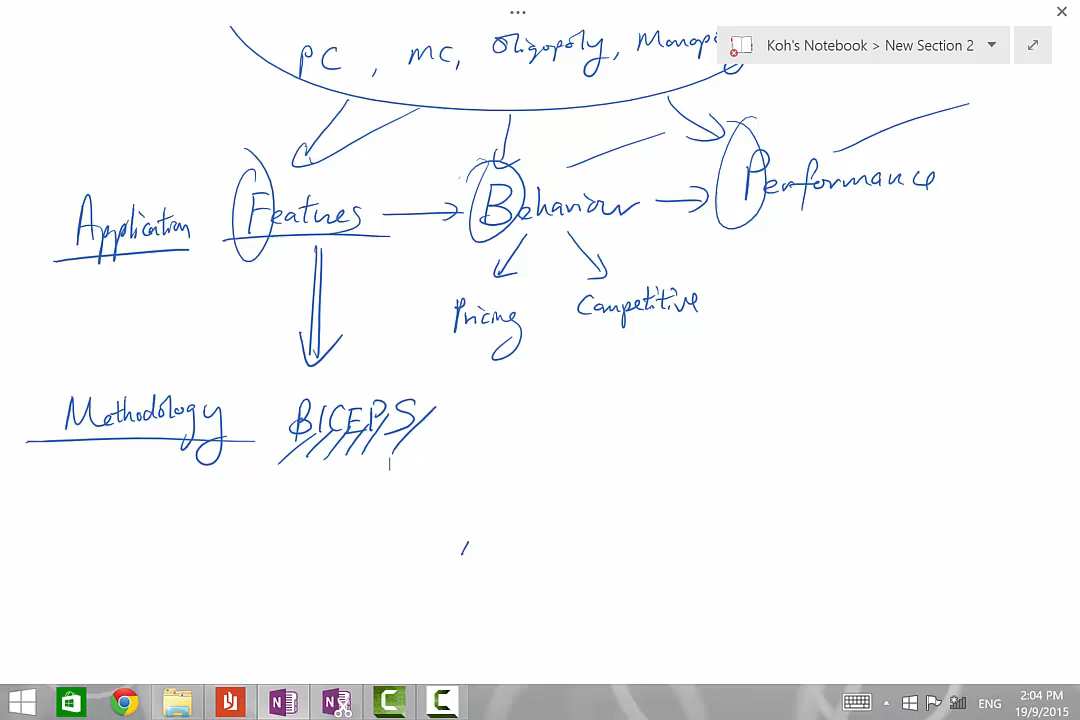 PC, MC, Oligopoly,
Koh's Notebook > New Section 2
Application Features Behaviour Performance
Pricing Competitive
Methodology BICEPS
ENG 2:04 PM
19/9/2015